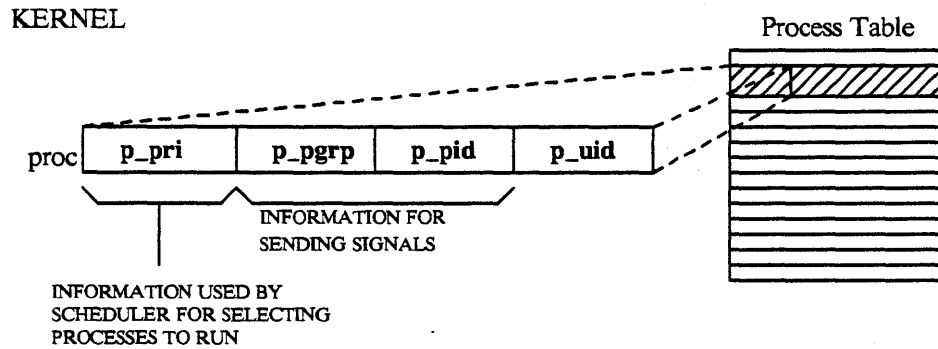 KERNEL
Process Table
proc p_pri p_pgrp p_pid p_uid
INFORMATION FOR
SENDING SIGNALS
INFORMATION USED BY
SCHEDULER FOR SELECTING
PROCESSES TO RUN